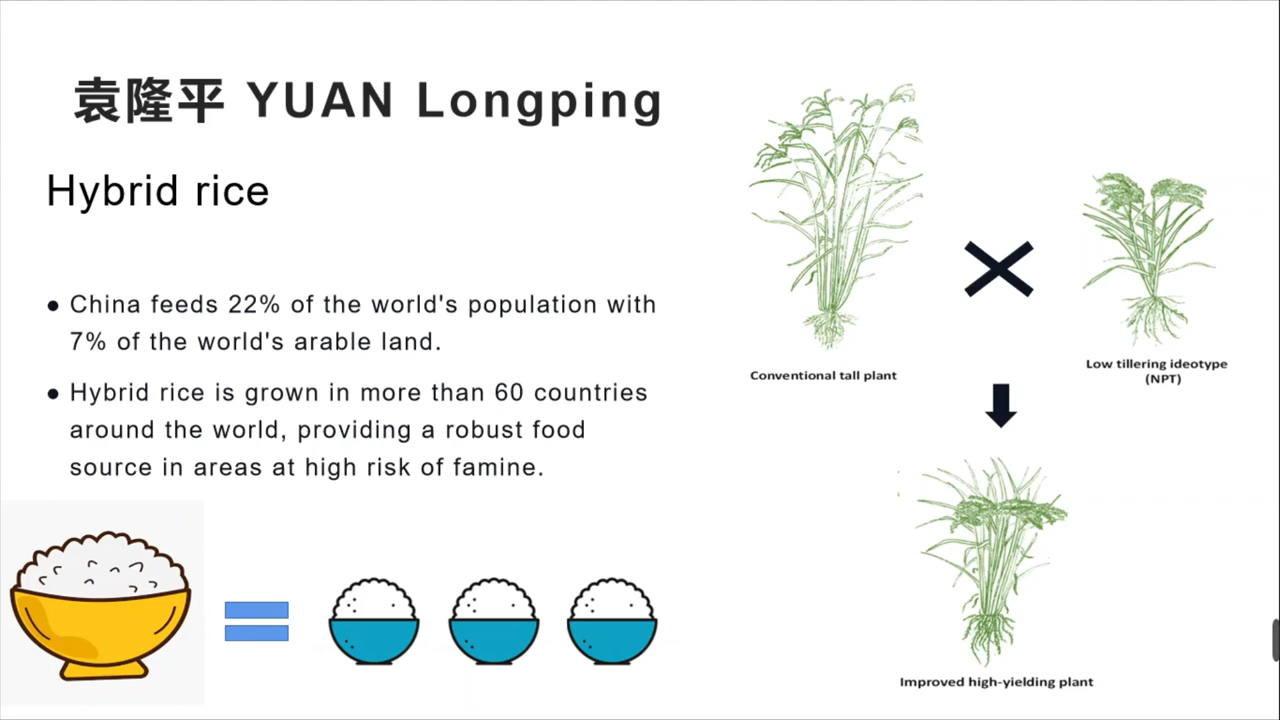 袁隆平 YUAN Longping
Hybrid rice
● China feeds 22% of the world's population with
7% of the world's arable land.
● Hybrid rice is grown in more than 60 countries
around the world, providing a robust food
source in areas at high risk of famine.
Conventional tall plant
Low tillering ideotype
(NPT)
Improved high-yielding plant